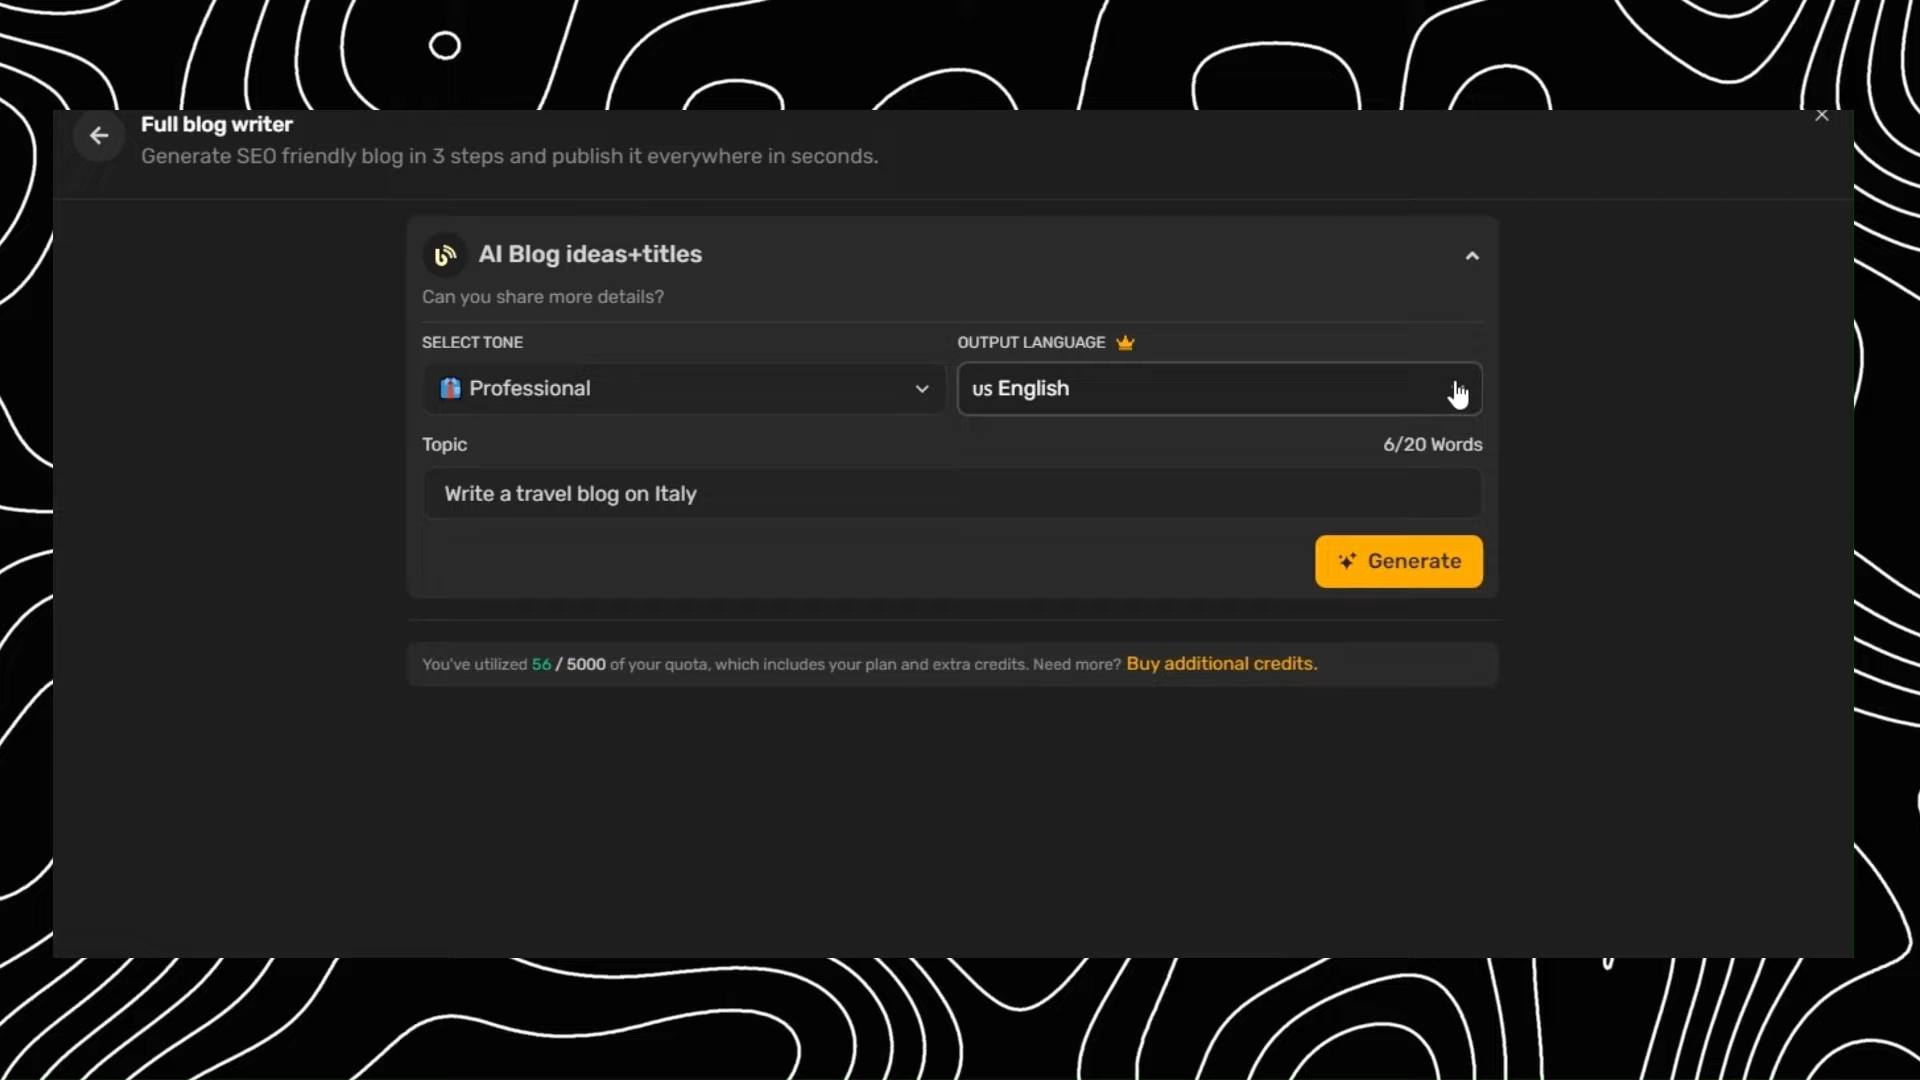 Full blog writer
Generate SEO friendly blog in 3 steps and publish it everywhere in seconds.
AI Blog ideas+titles
Can you share more details?
SELECT TONE
OUTPUT LANGUAGE
Professional
US English
Topic
6/20 Words
Write a travel blog on Italy
Generate
You've utilized 56 / 5000 of your quota, which includes your plan and extra credits. Need more? Buy additional credits.